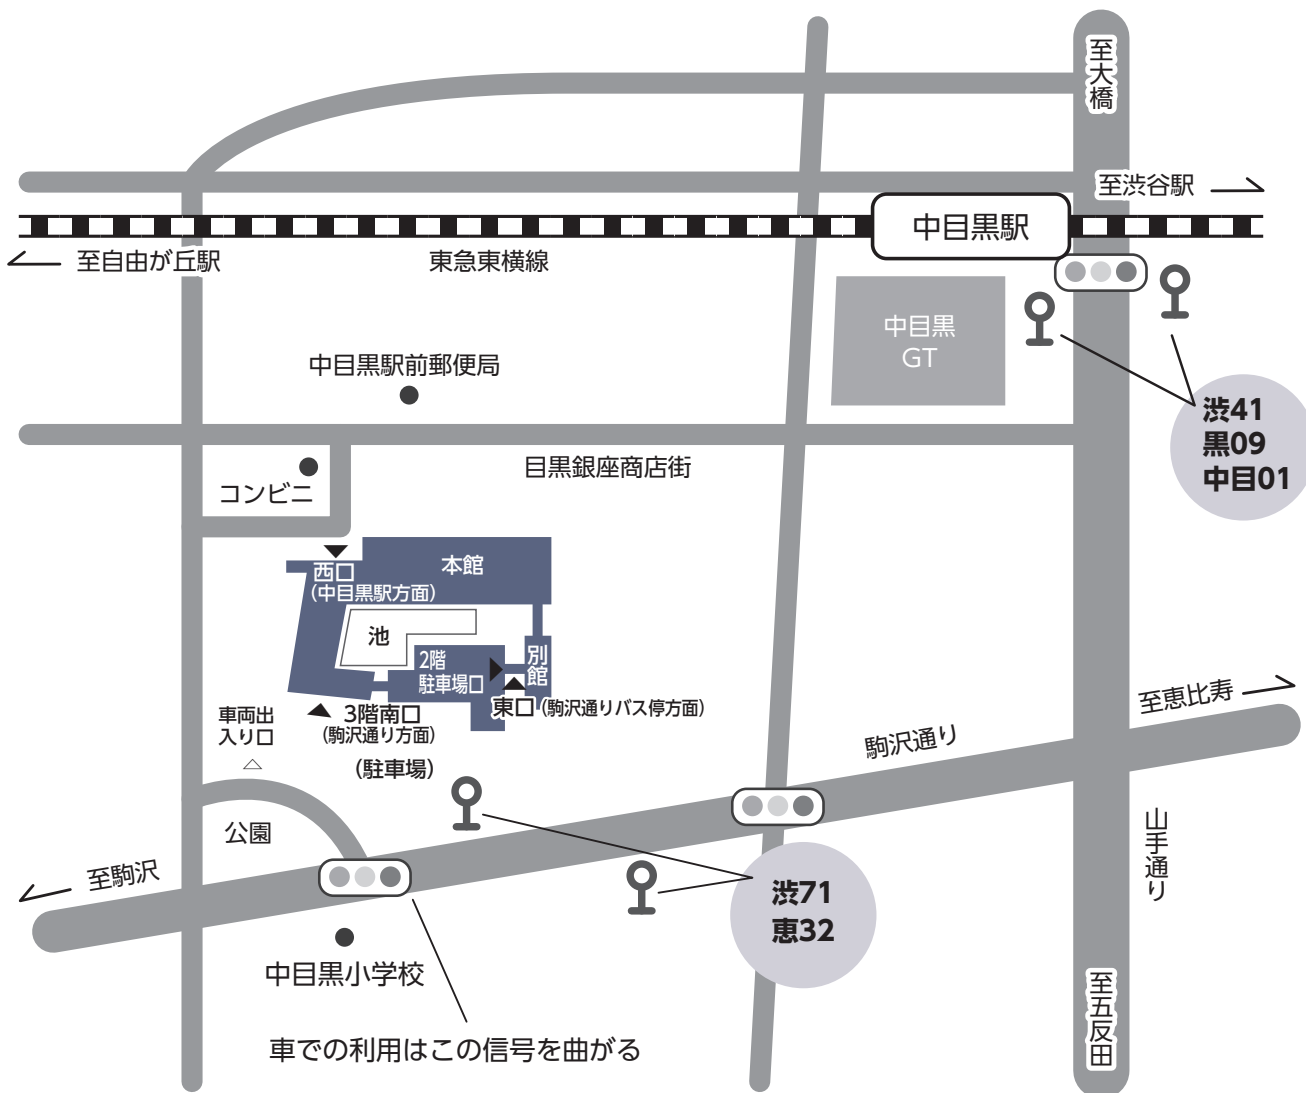 至大橋
至渋谷駅
中目黒駅
至自由が丘駅
東急東横線
中目黒
GT
中目黒駅前郵便局
渋41
黒09
中目01
目黒銀座商店街
コンビニ
本館
西口
(中目黒駅方面)
池
2階
駐車場口
別館
東口(駒沢通りバス停方面)
3階南口
(駒沢通り方面)
(駐車場)
車両出
入り口
至恵比寿
駒沢通り
山手通り
公園
至駒沢
渋71
恵32
中目黒小学校
車での利用はこの信号を曲がる
至五反田